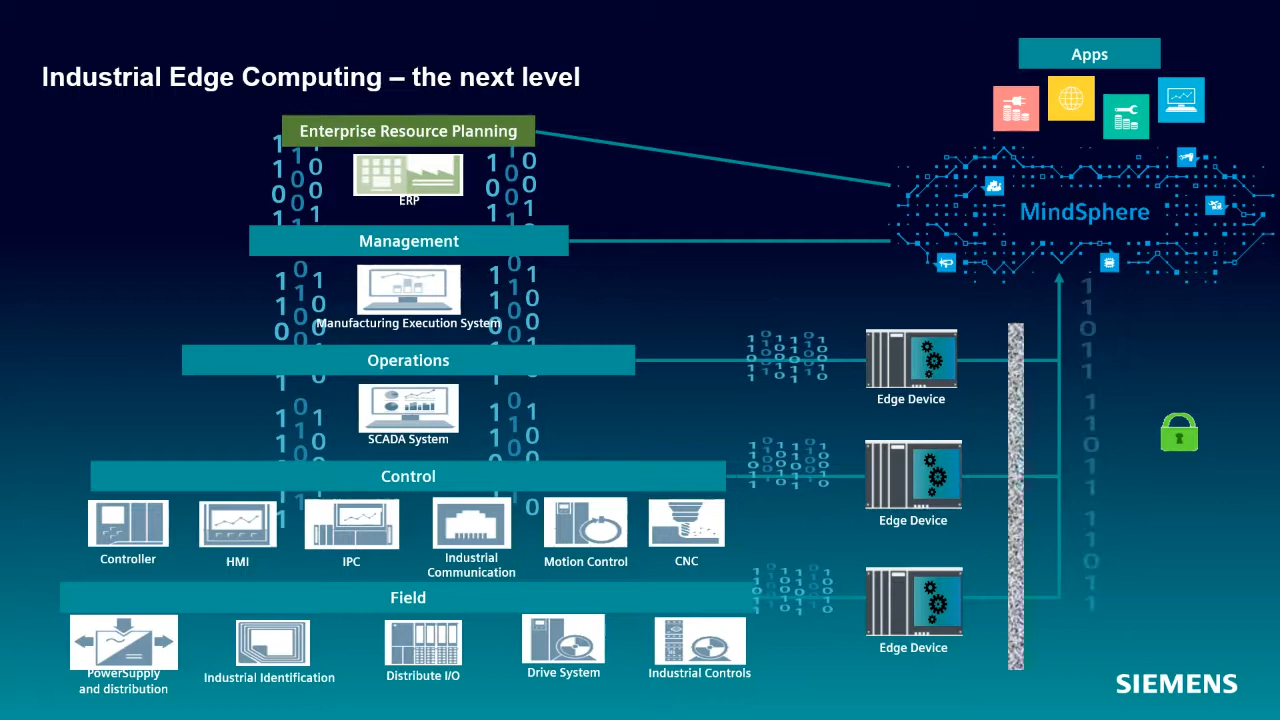 Apps
Industrial Edge Computing – the next level
Enterprise Resource Planning
ERP
MindSphere
Management
Manufacturing Execution System
Operations
Edge Device
SCADA System
Control
Edge Device
Controller
HMI
IPC
Industrial
Communication
Motion Control
CNC
Field
Edge Device
PowerSupply
and distribution
Industrial Identification
Distribute I/O
Drive System
Industrial Controls
SIEMENS